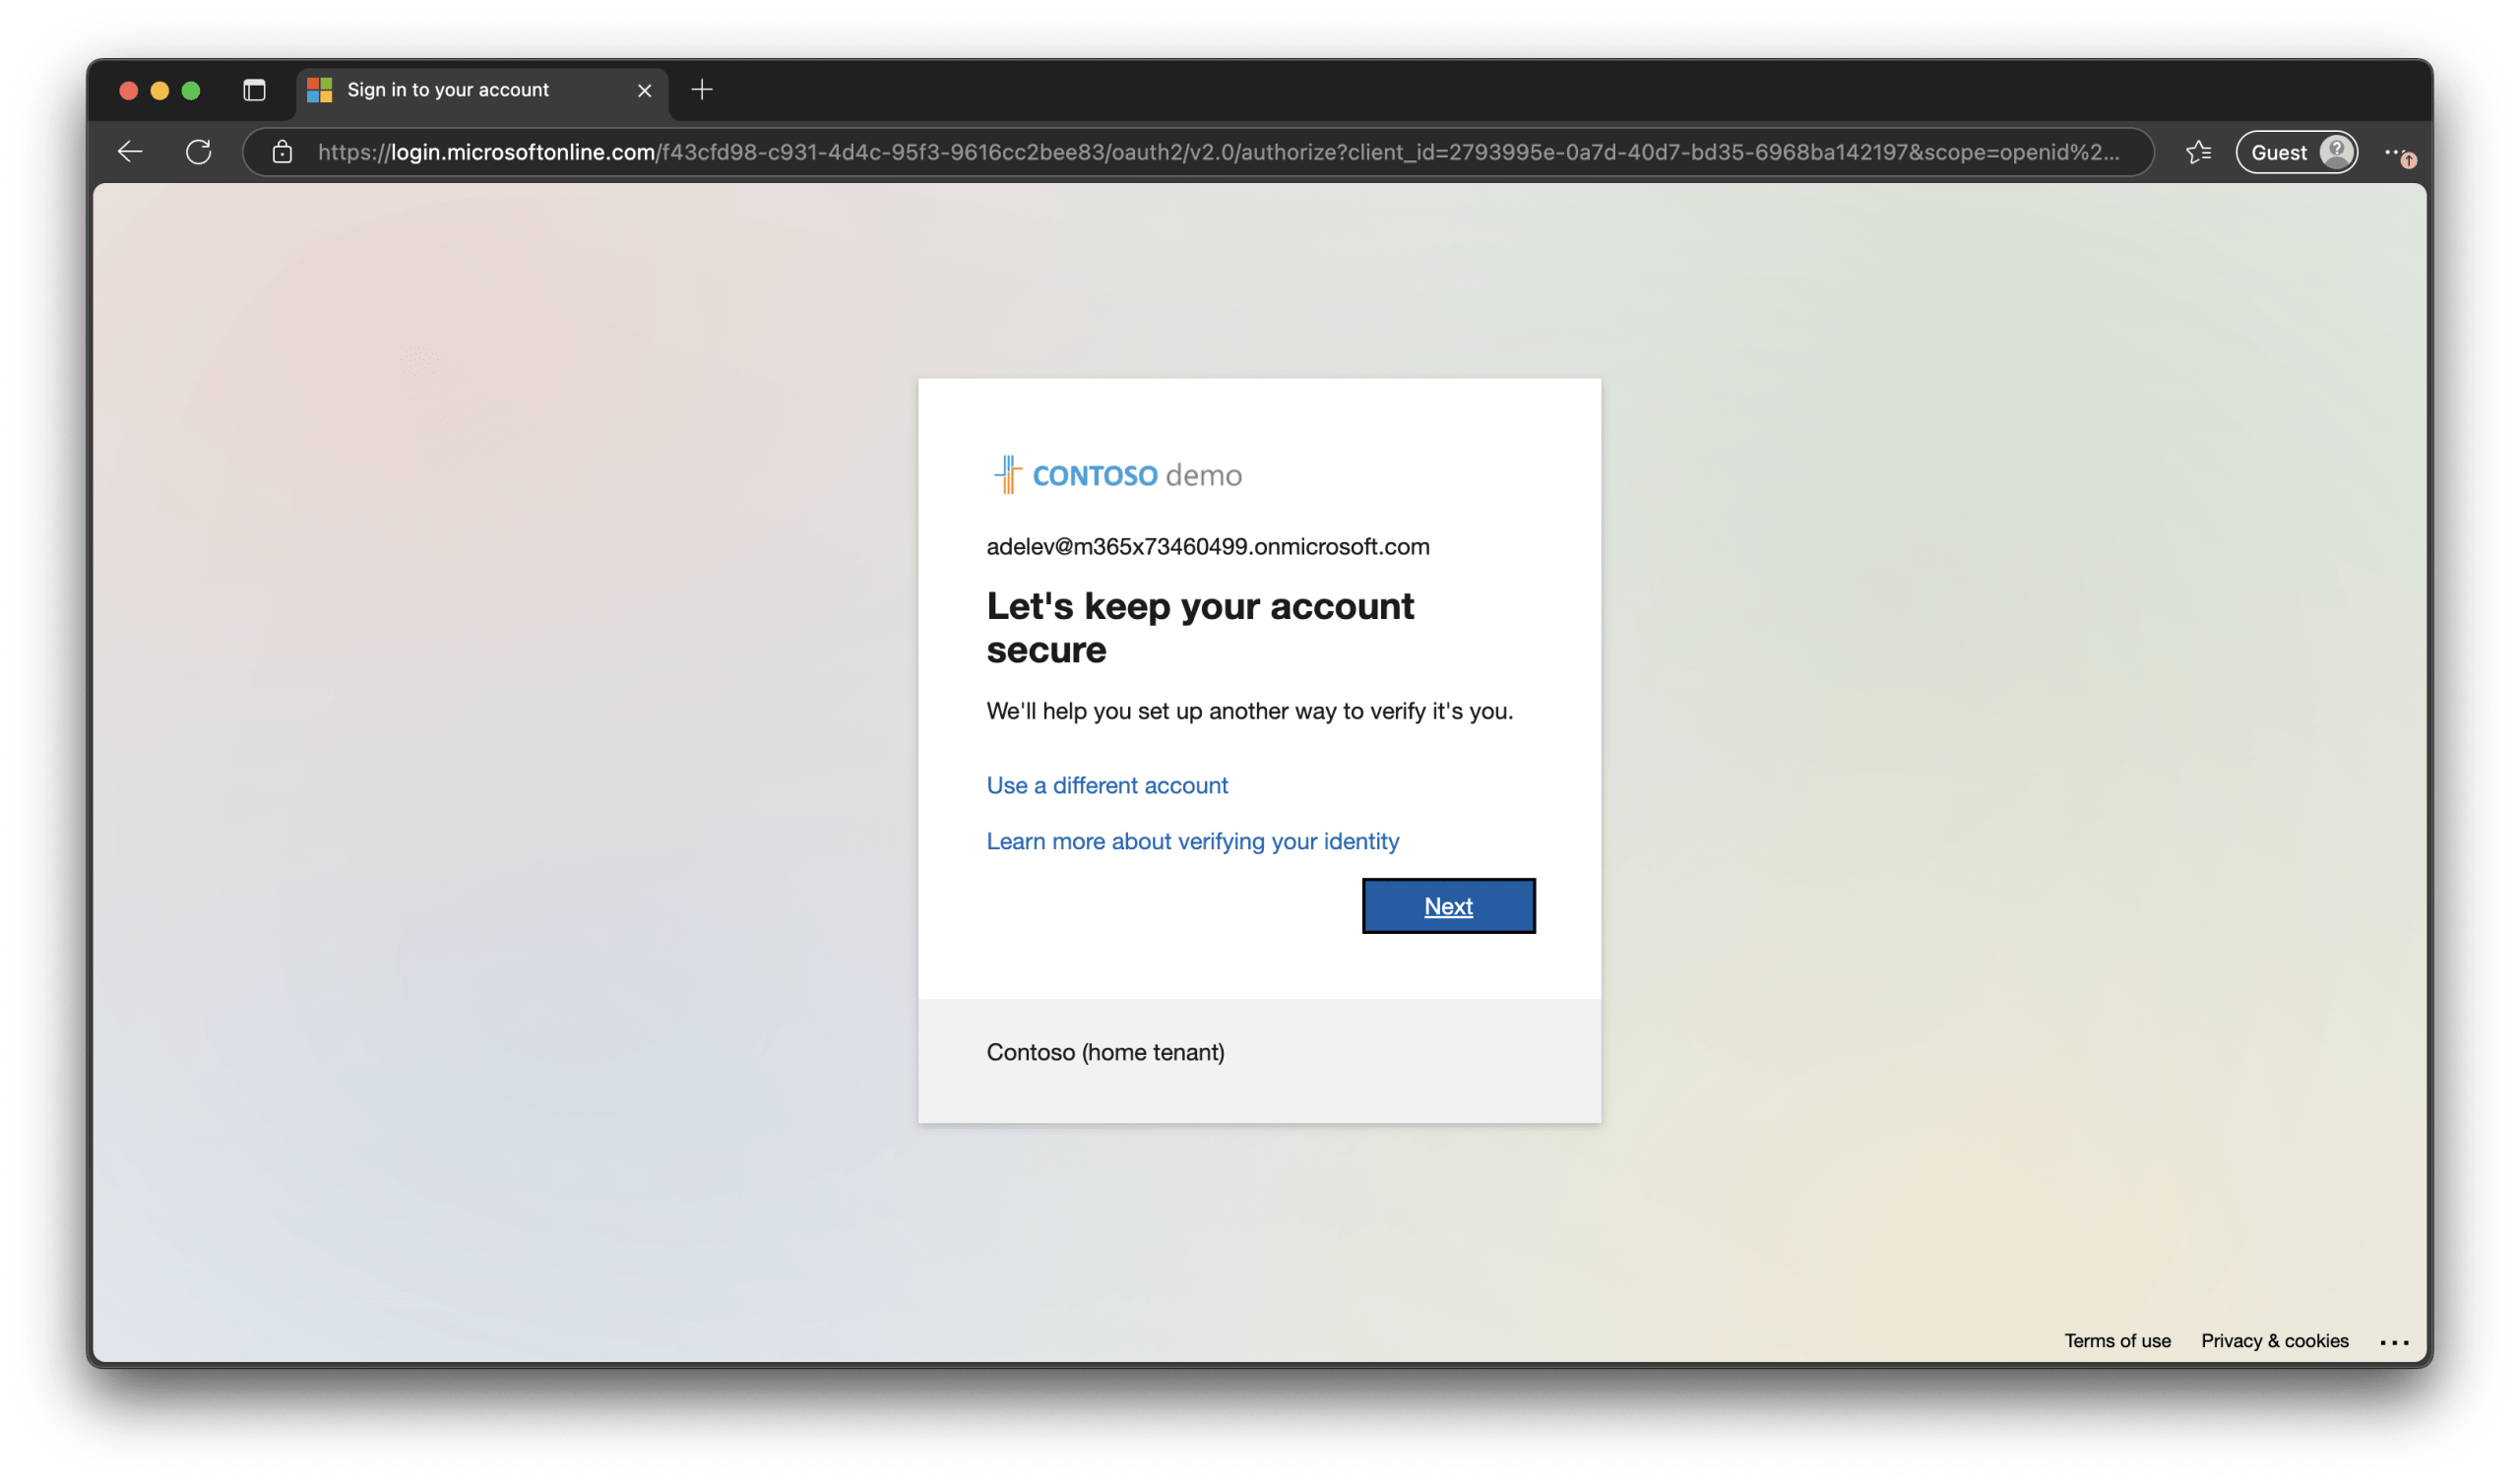 Sign in to your account
https://login.microsoftonline.com/f43cfd98-c931-4d4c-95f3-9616cc2bee83/oauth2/v2.0/authorize?client_id=2793995e-0a7d-40d7-bd35-6968ba142197&scope=openid%2...
Guest
CONTOSO demo
adelev@m365x73460499.onmicrosoft.com
Let's keep your account
secure
We'll help you set up another way to verify it's you.
Use a different account
Learn more about verifying your identity
Next
Contoso (home tenant)
Terms of use Privacy & cookies ...